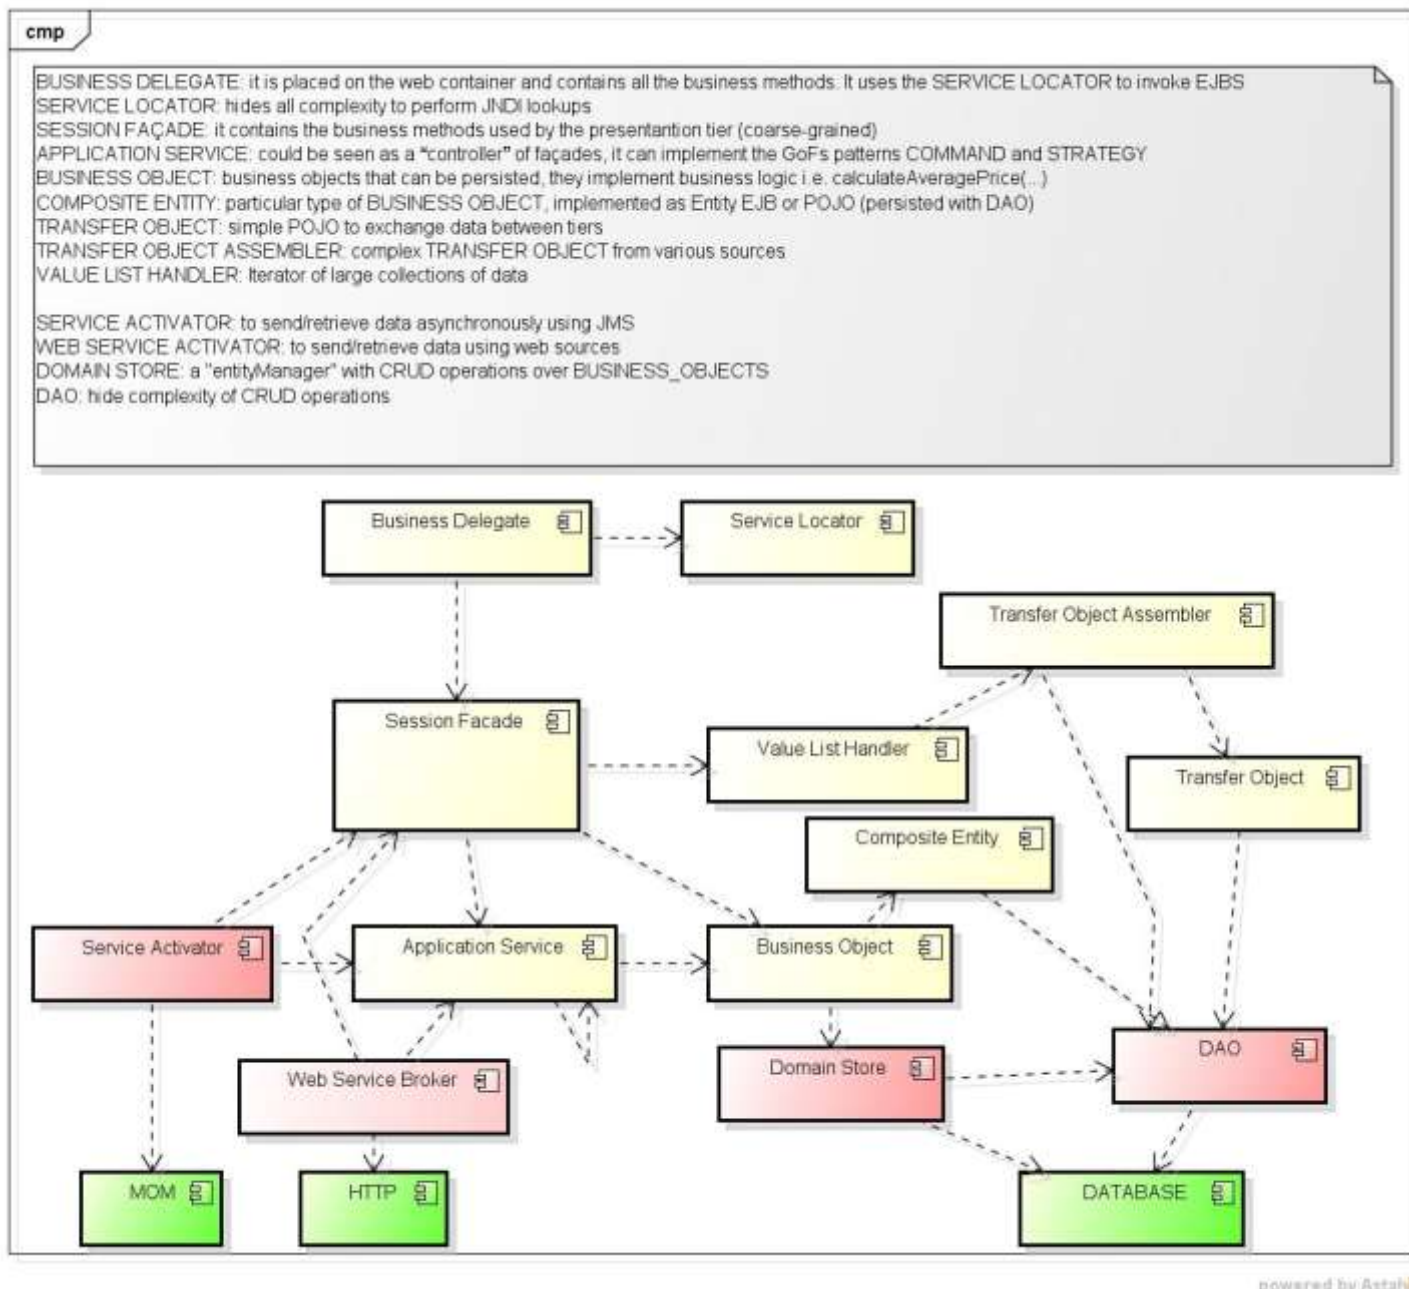 cmp
BUSINESS DELEGATE: it is placed on the web container and contains all the business methods. It uses the SERVICE LOCATOR to invoke EJBS
SERVICE LOCATOR: hides all complexity to perform JNDI lookups
SESSION FAÇADE: it contains the business methods used by the presentantion tier (coarse-grained)
APPLICATION SERVICE: could be seen as a “controller” of façades, it can implement the GoFs patterns COMMAND and STRATEGY
BUSINESS OBJECT: business objects that can be persisted, they implement business logic i.e. calculateAveragePrice(...)
COMPOSITE ENTITY: particular type of BUSINESS OBJECT, implemented as Entity EJB or POJO (persisted with DAO)
TRANSFER OBJECT: simple POJO to exchange data between tiers
TRANSFER OBJECT ASSEMBLER: complex TRANSFER OBJECT from various sources
VALUE LIST HANDLER: Iterator of large collections of data
SERVICE ACTIVATOR: to send/retrieve data asynchronously using JMS
WEB SERVICE ACTIVATOR: to send/retrieve data using web sources
DOMAIN STORE: a "entityManager" with CRUD operations over BUSINESS_OBJECTS
DAO: hide complexity of CRUD operations
Business Delegate
Service Locator
Transfer Object Assembler
Session Facade
Value List Handler
Transfer Object
Composite Entity
Service Activator
Application Service
Business Object
DAO
Web Service Broker
Domain Store
MOM
HTTP
DATABASE
powered by Astah